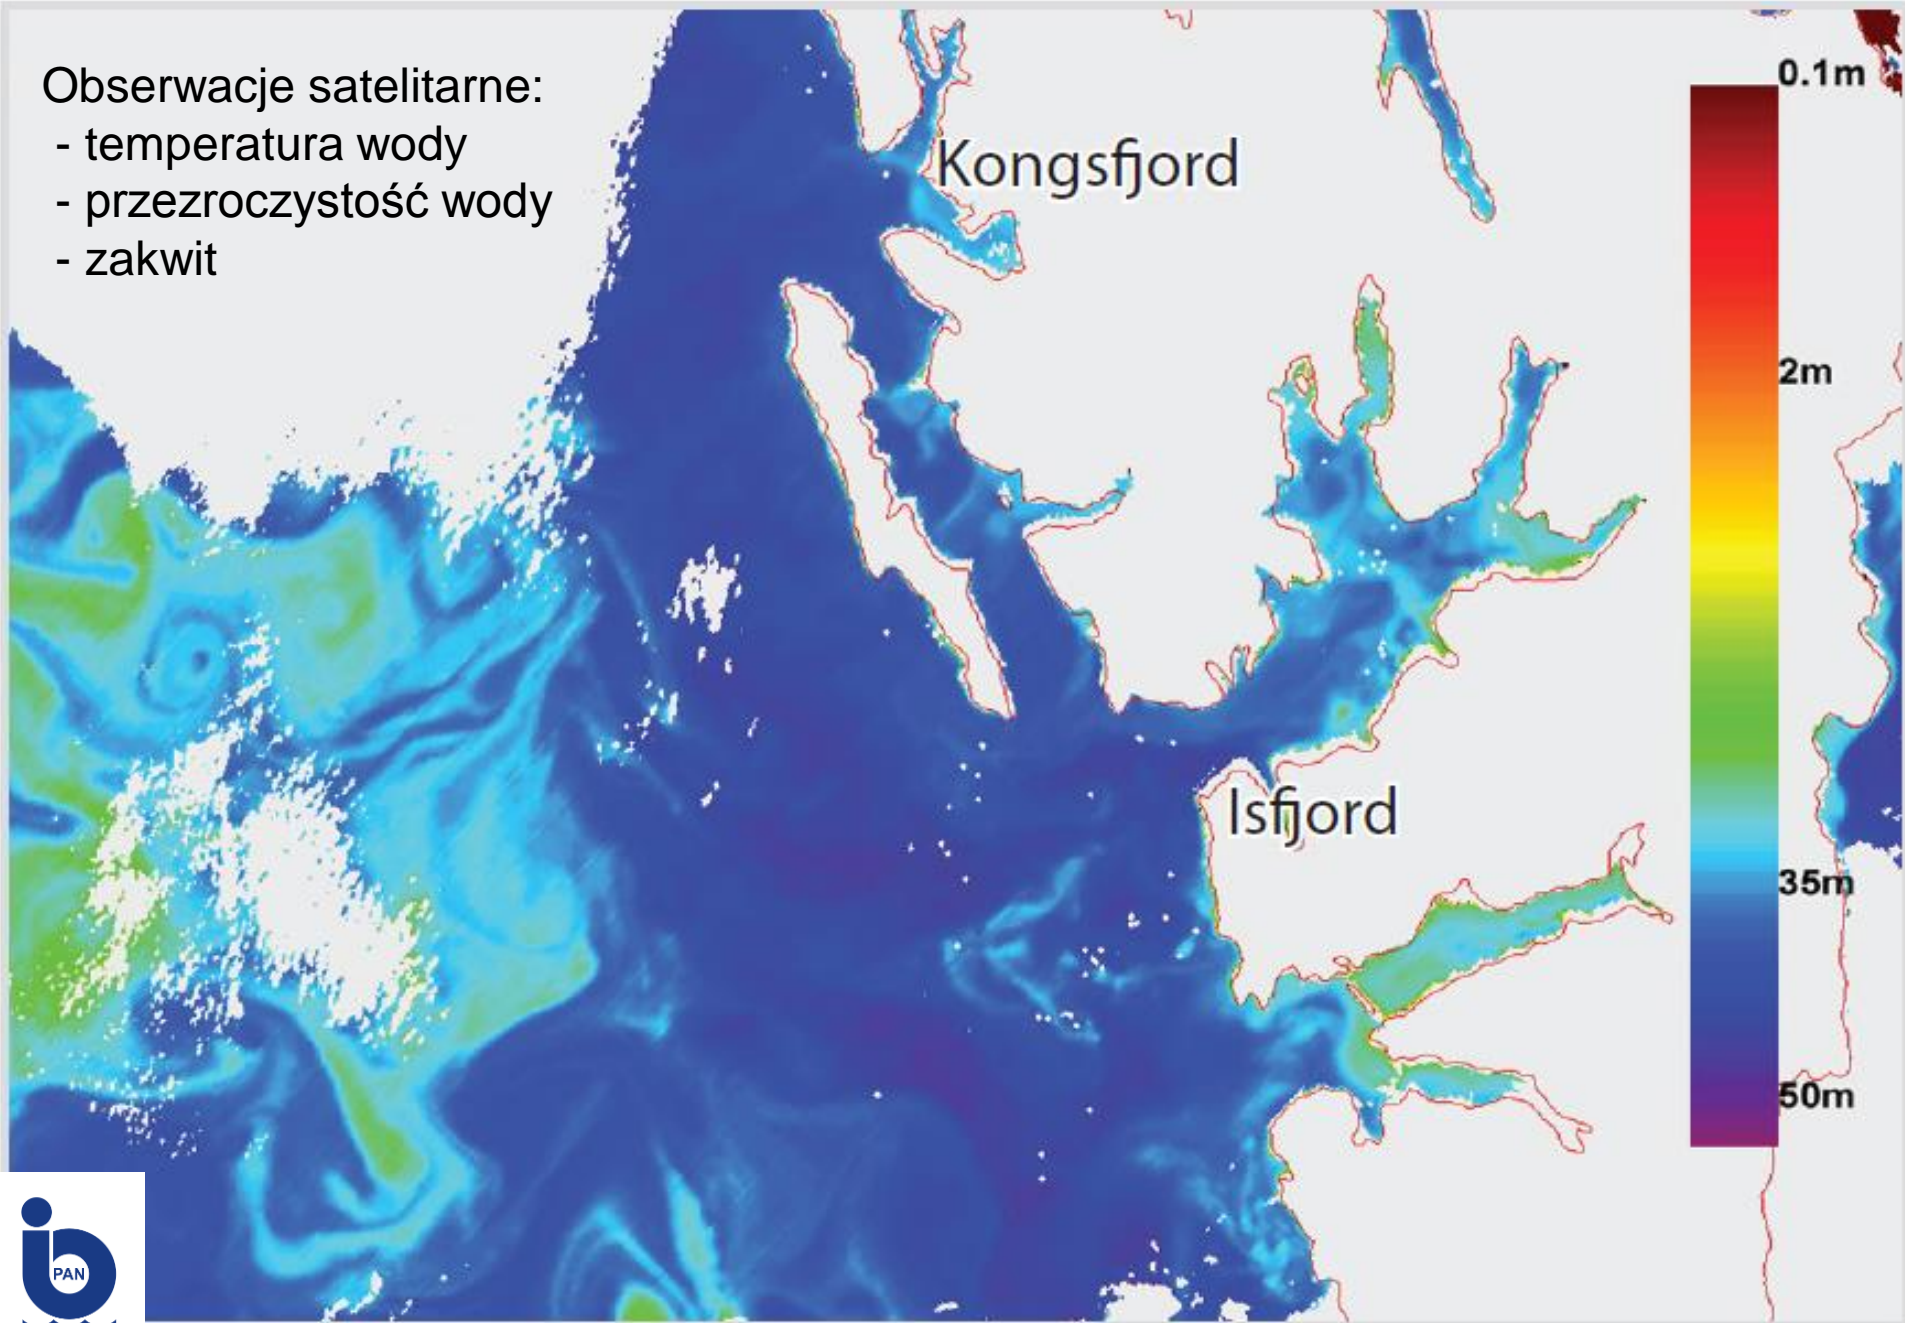 Obserwacje satelitarne:
- temperatura wody
- przezroczystość wody
- zakwit
Kongsfjord
0.1m
2m
Isfjord
35m
50m
PAN